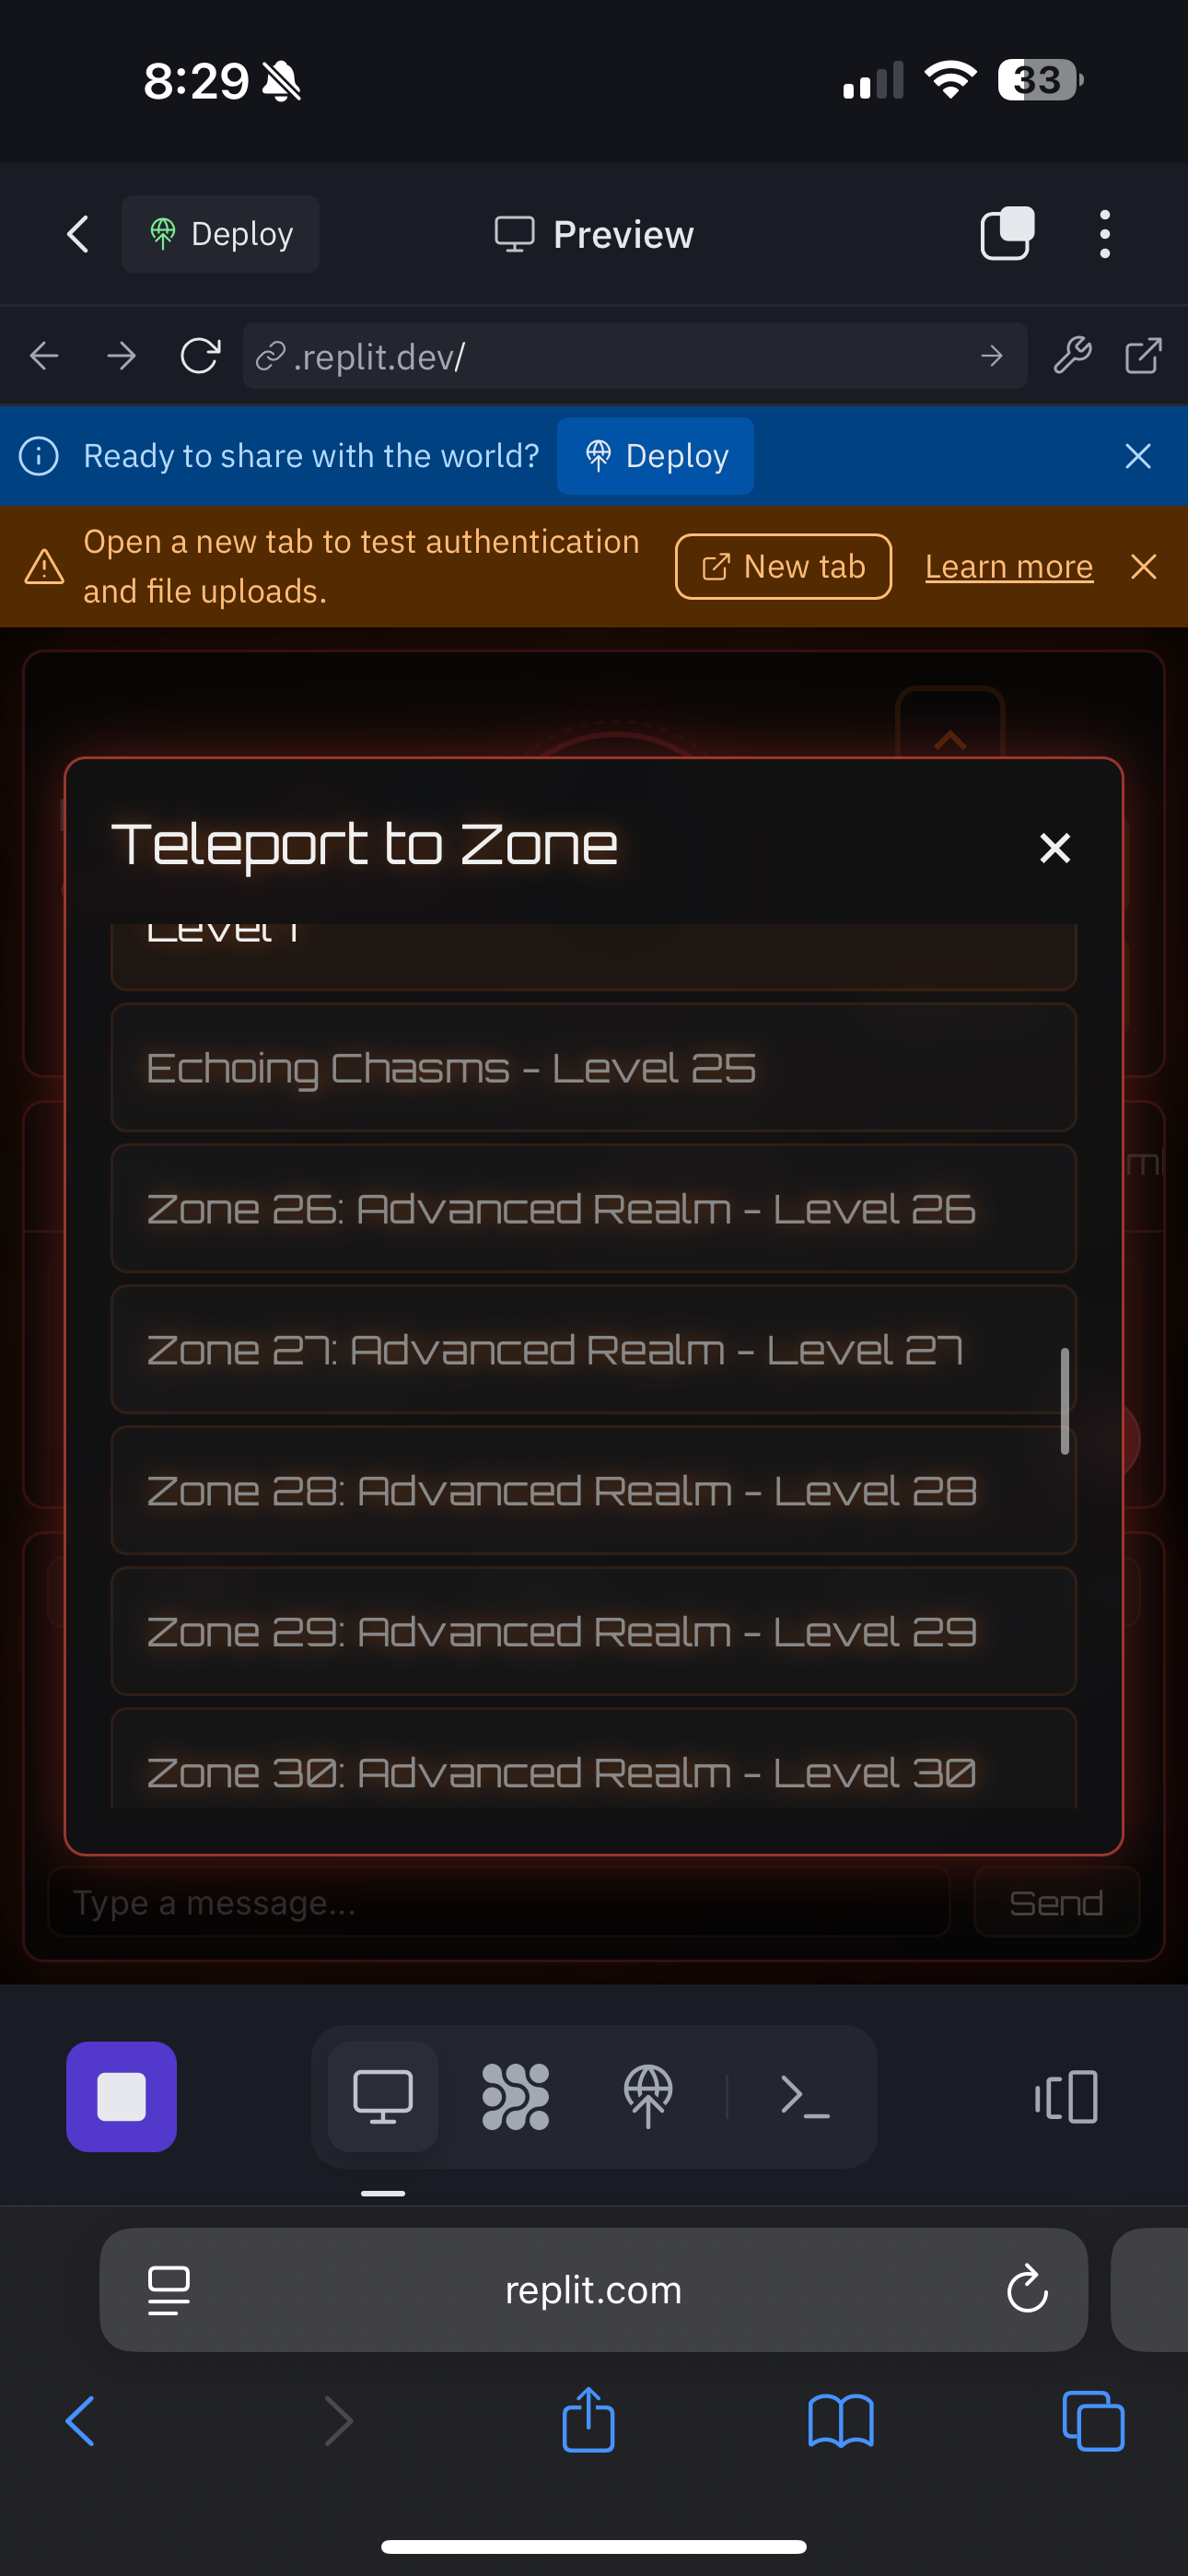 8:29
33
Deploy
Preview
.replit.dev/
Ready to share with the world?
Deploy
Open a new tab to test authentication
and file uploads.
New tab
Learn more
Teleport to Zone
Level 1
Echoing Chasms - Level 25
Zone 26: Advanced Realm - Level 26
Zone 27: Advanced Realm - Level 27
Zone 28: Advanced Realm - Level 28
Zone 29: Advanced Realm - Level 29
Zone 30: Advanced Realm - Level 30
Type a message...
Send
replit.com